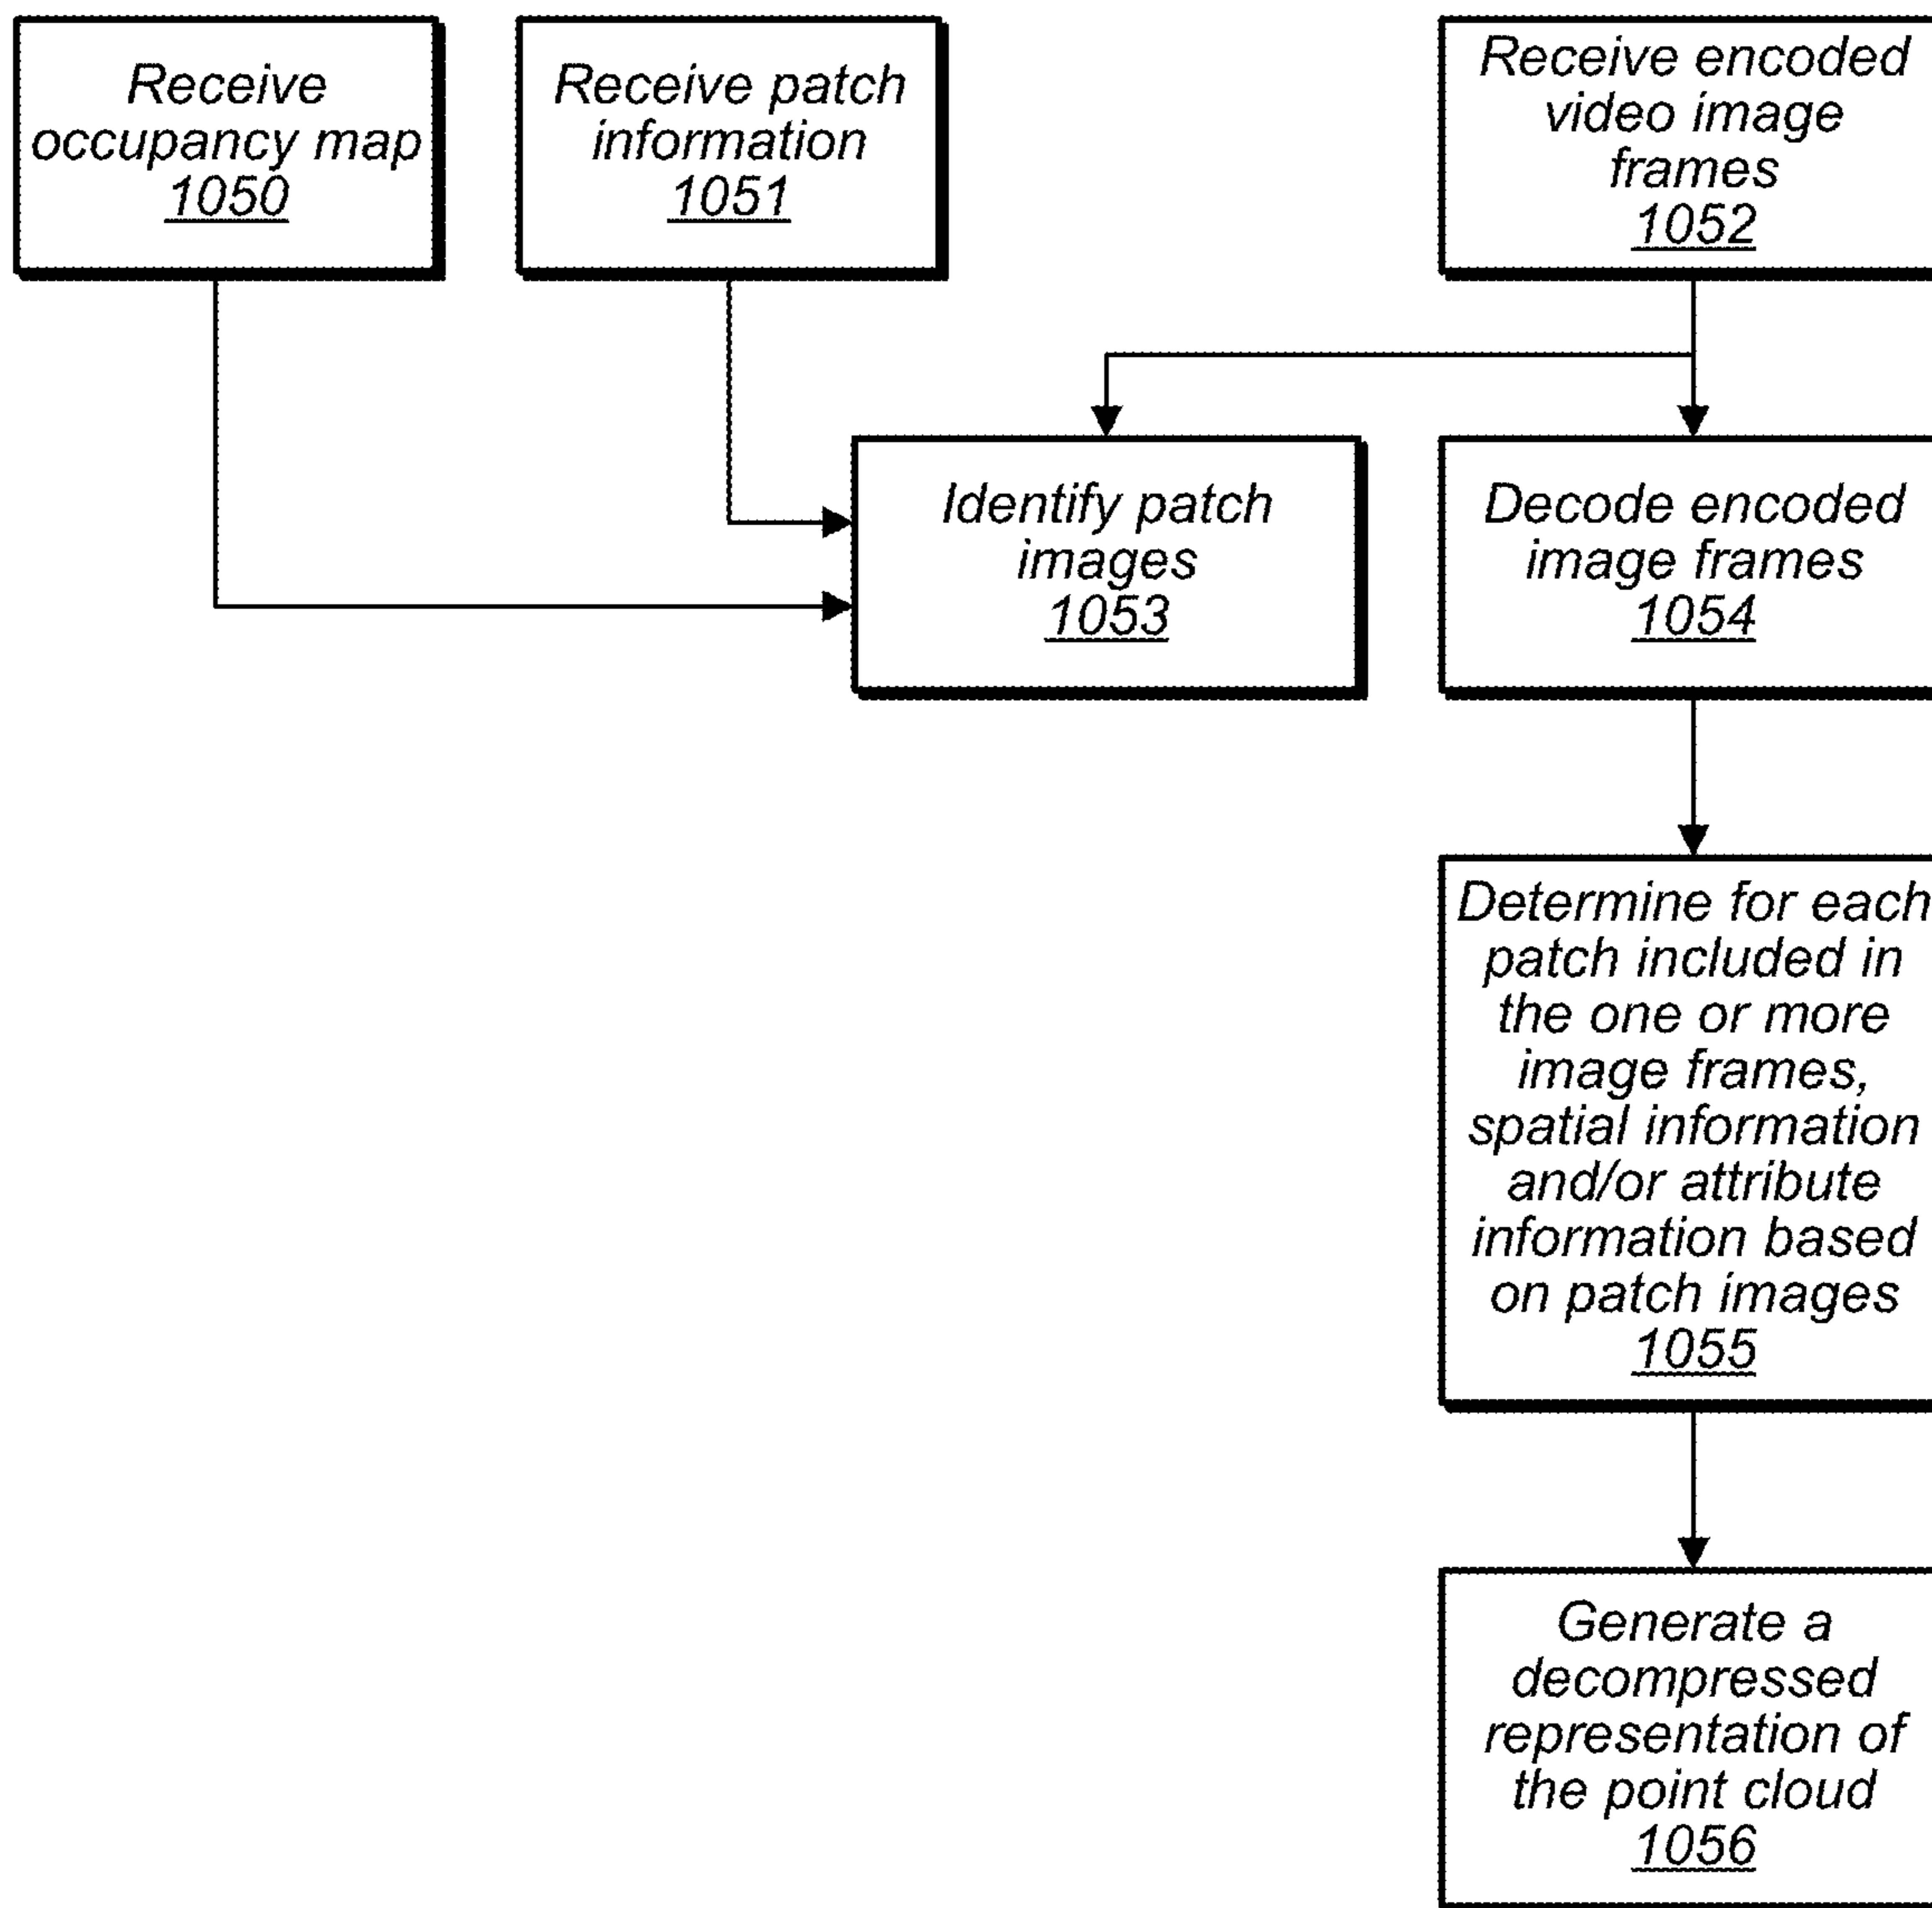 Receive
occupancy map
1050
Receive patch
information
1051
Receive encoded
video image
frames
1052
Identify patch
images
1053
Decode encoded
image frames
1054
Determine for each
patch included in
the one or more
image frames,
spatial information
and/or attribute
information based
on patch images
1055
Generate a
decompressed
representation of
the point cloud
1056